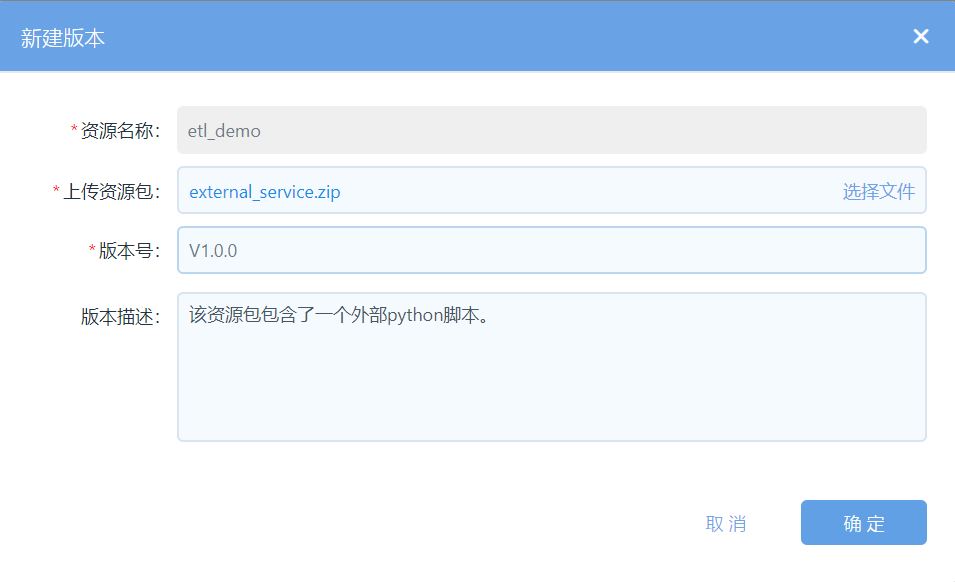 新建版本
*资源名称： etl_demo
*上传资源包： external_service.zip 选择文件
*版本号： V1.0.0
版本描述： 该资源包包含了一个外部python脚本。
取 消 确 定